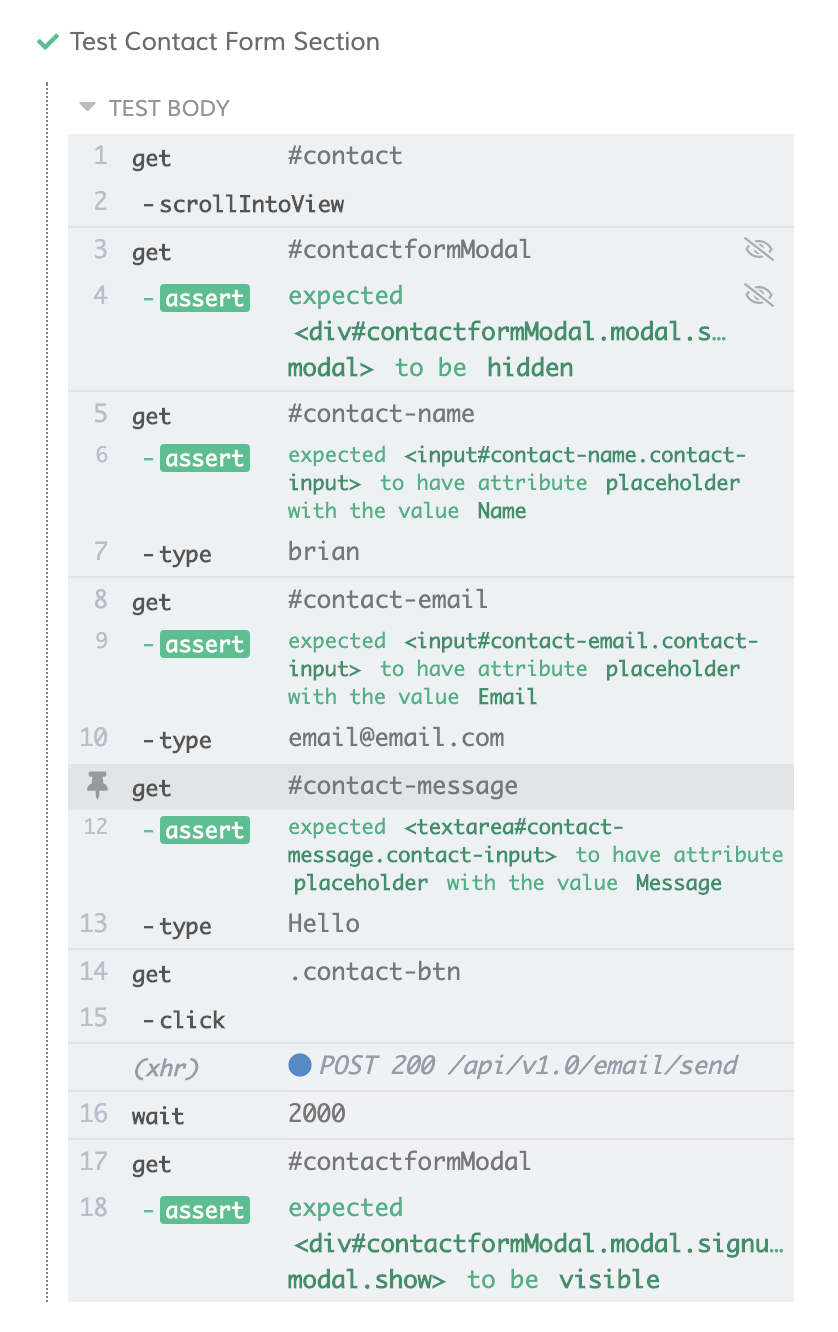 Test Contact Form Section
TEST BODY
1 get #contact
2 -scrollIntoView
3 get #contactformModal
4 -assert expected
<div#contactformModal.modal.s…
modal> to be hidden
5 get #contact-name
6 -assert expected <input#contact-name.contact-
input> to have attribute placeholder
with the value Name
7 -type brian
8 get #contact-email
9 -assert expected <input#contact-email.contact-
input> to have attribute placeholder
with the value Email
10 -type email@email.com
get #contact-message
12 -assert expected <textarea#contact-
message.contact-input> to have attribute
placeholder with the value Message
13 -type Hello
14 get .contact-btn
15 -click
(xhr) POST 200 /api/v1.0/email/send
16 wait 2000
17 get #contactformModal
18 -assert expected
<div#contactformModal.modal.signu…
modal.show> to be visible